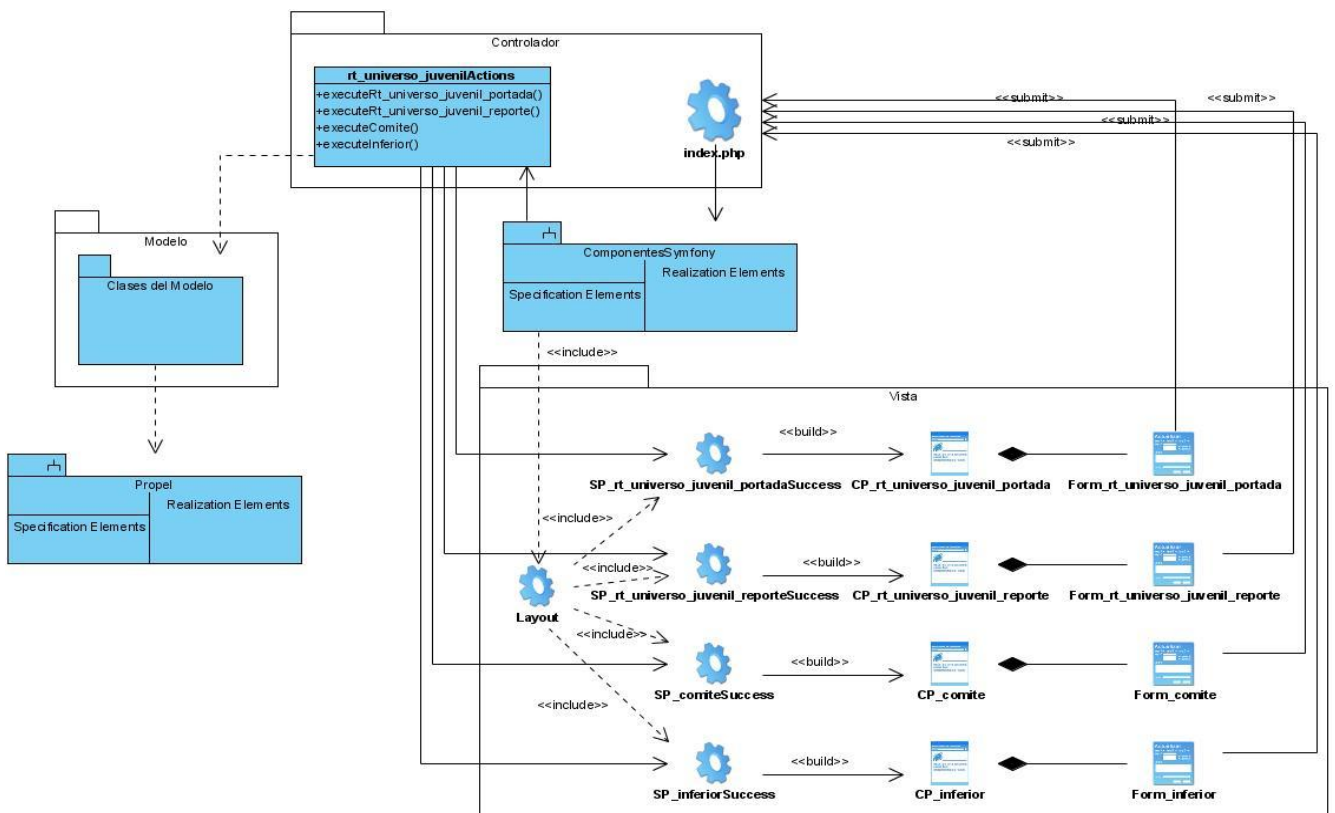 Controlador
rt_universo_juvenilActions
+executeRt_universo_juvenil_portada()
+executeRt_universo_juvenil_reporte()
+executeComite()
+executeInferior()
index.php
<<submit>>
<<submit>>
<<submit>>
<<submit>>
Modelo
Clases del Modelo
ComponentesSymfony
Specification Elements
Realization Elements
<<include>>
Propel
Specification Elements
Realization Elements
Vista
<<build>>
SP_rt_universo_juvenil_portadaSuccess
CP_rt_universo_juvenil_portada
Form_rt_universo_juvenil_portada
<<include>>
<<include>>
<<build>>
SP_rt_universo_juvenil_reporteSuccess
CP_rt_universo_juvenil_reporte
Form_rt_universo_juvenil_reporte
Layout
<<include>>
<<build>>
SP_comiteSuccess
CP_comite
Form_comite
<<include>>
<<build>>
SP_inferiorSuccess
CP_inferior
Form_inferior